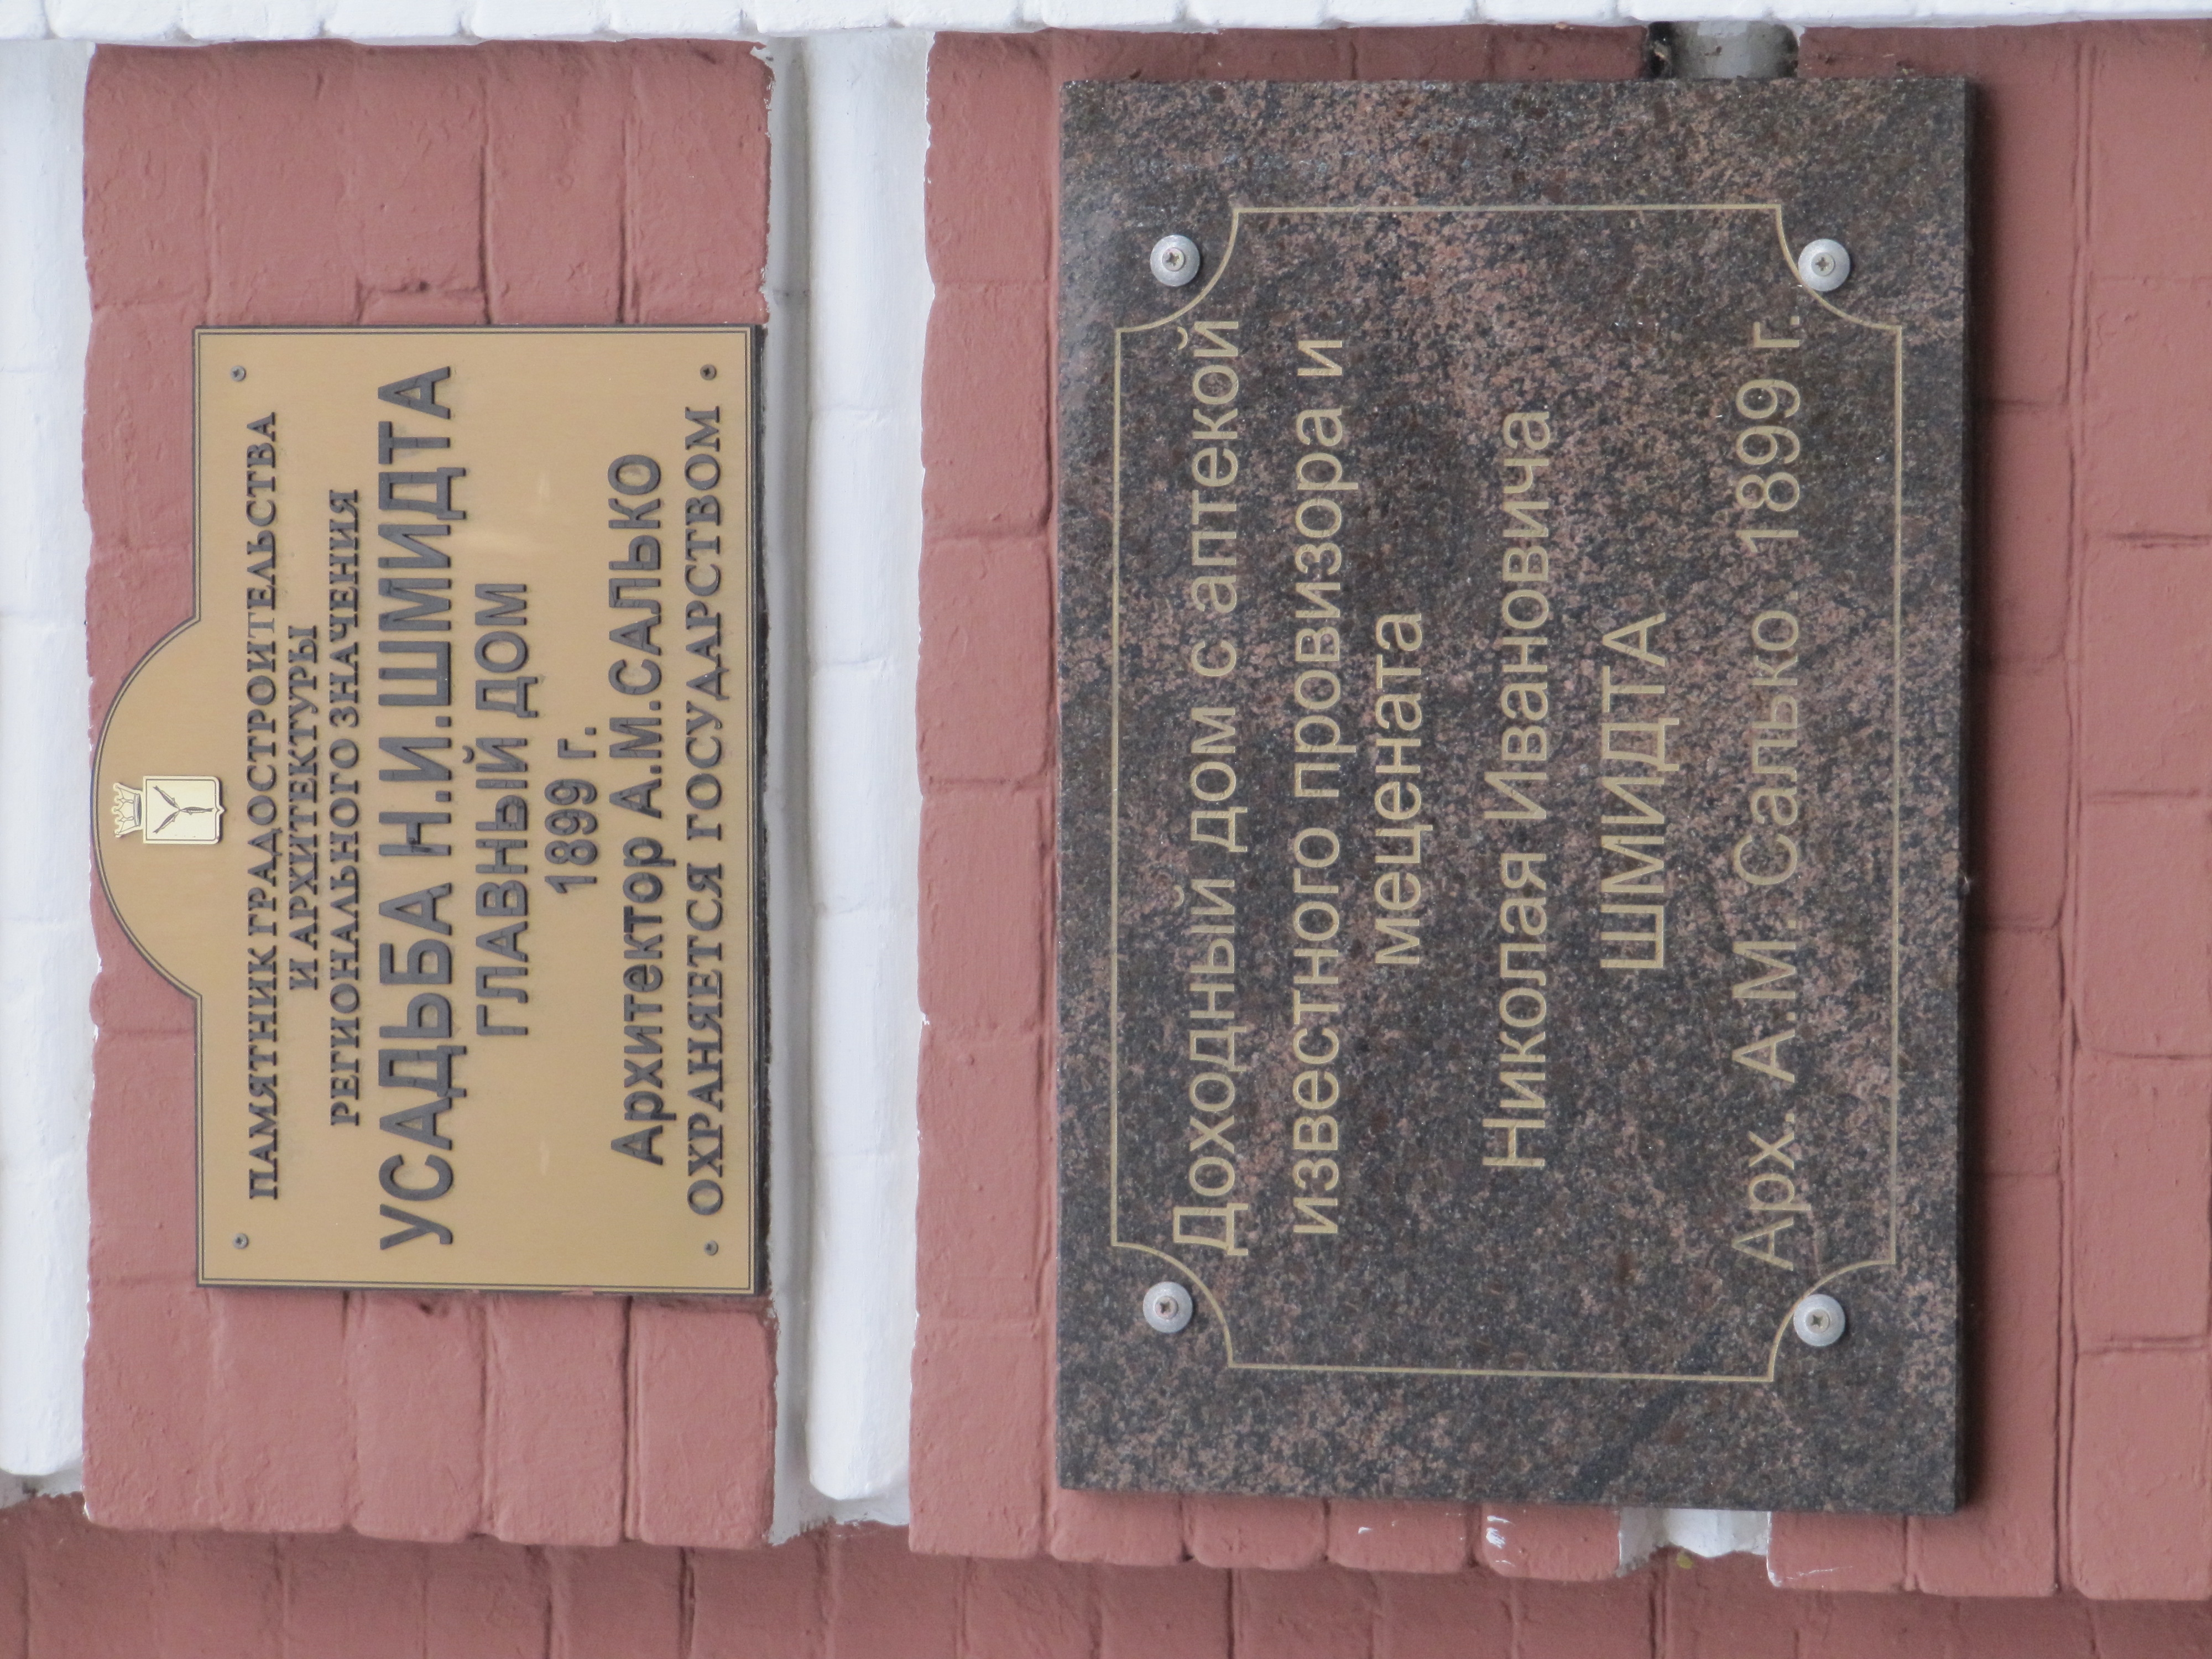 ПАМЯТНИК ГРАДОСТРОИТЕЛЬСТВА
И АРХИТЕКТУРЫ
РЕГИОНАЛЬНОГО ЗНАЧЕНИЯ
УСАДЬБА Н.И.ШМИДТА
ГЛАВНЫЙ ДОМ
1899 г.
Архитектор А.М.САЛЬКО
ОХРАНЯЕТСЯ ГОСУДАРСТВОМ
Доходный дом с аптекой
известного провизора и
мецената
Николая Ивановича
ШМИДТА
Арх. А.М. Салько 1899 г.